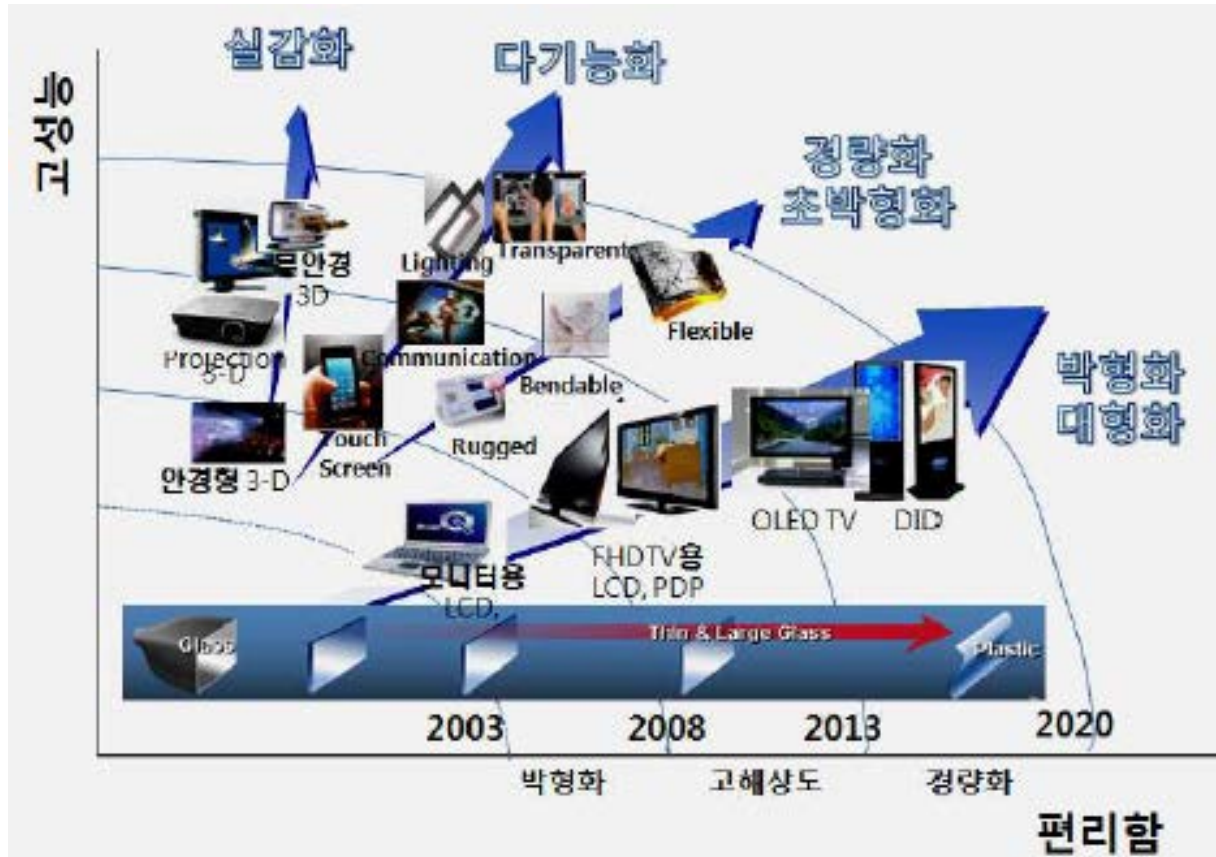 실감화
다기능화
고성능
경량화
초박형화
무안경
3D
Lighting
Transparent
Projection
3-D
Communication
Flexible
Bendable
박형화
대형화
Touch
Screen
Rugged
안경형 3-D
OLED TV
DID
FHDTV용
LCD, PDP
모니터용
LCD,
Glass
Thin & Large Glass
Plastic
2003
2008
2013
2020
박형화
고해상도
경량화
편리함